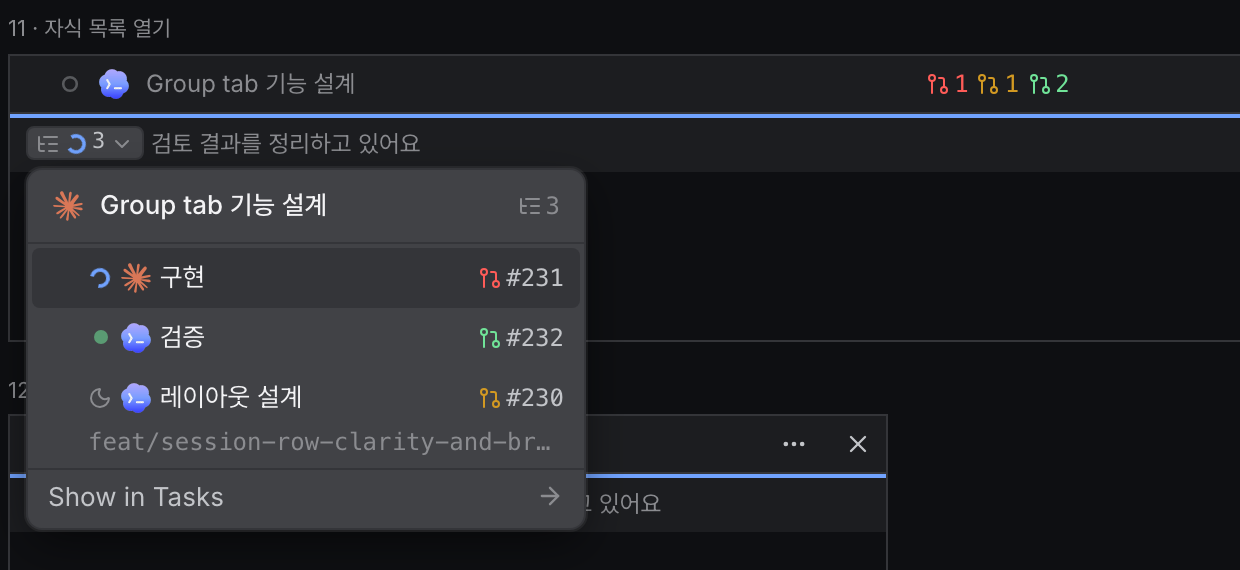 11 · 자식 목록 열기
Group tab 기능 설계
1 1 2
3 검토 결과를 정리하고 있어요
Group tab 기능 설계 3
구현 #231
검증 #232
레이아웃 설계 #230
feat/session-row-clarity-and-br…
12
Show in Tasks
있어요